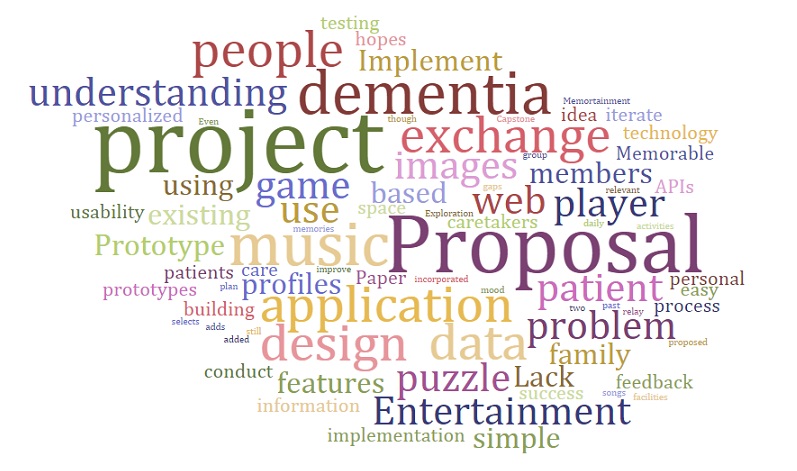 testing
people hopes Implement
understanding dementia Memortainment
personalized Even though Capstone idea iterate
project exchange technology
images group members Memorable
using game based gaps web relevant player APIs
usability existing use space Exploration caretakers daily activities
Prototype memories music Proposal
patients care improve
prototypes plan profiles Paper incorporated mood patient personal easy
building application two past relay process
selects adds still problem proposed
added design data family
conduct features puzzle Lack feedback
information success songs facilities
Entertainment
implementation simple